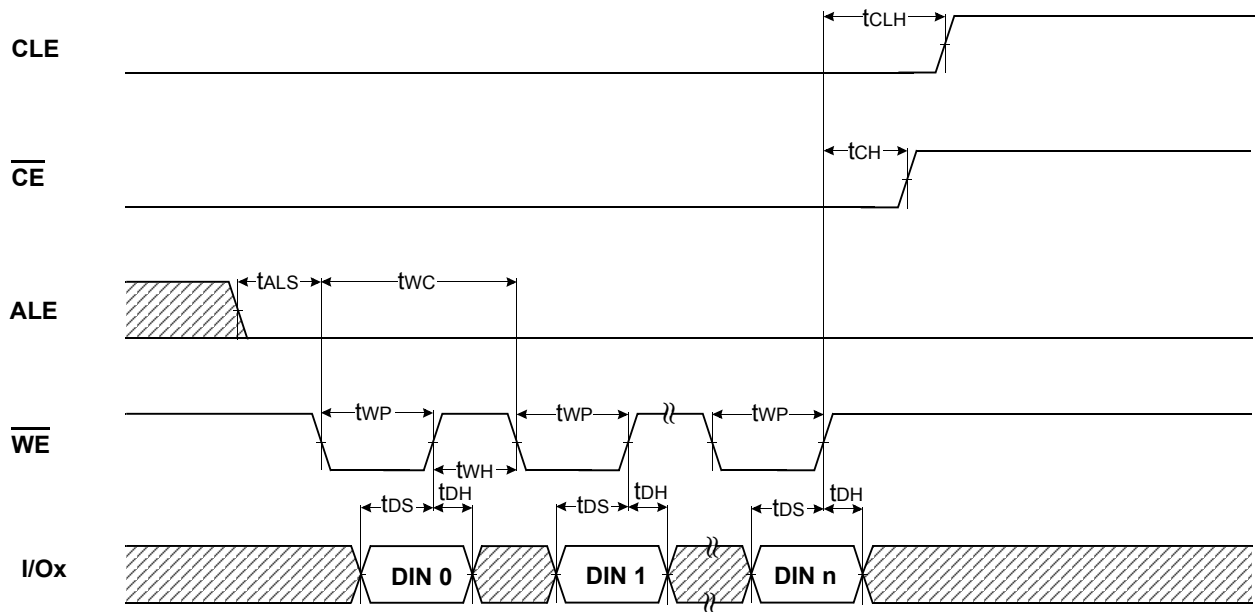 CLE
tCLH
CE
tCH
ALE
tALS
tWC
WE
tWP
tWP
tWP
tWH
I/Ox
tDS
tDH
tDS
tDH
tDS
tDH
DIN 0
DIN 1
DIN n